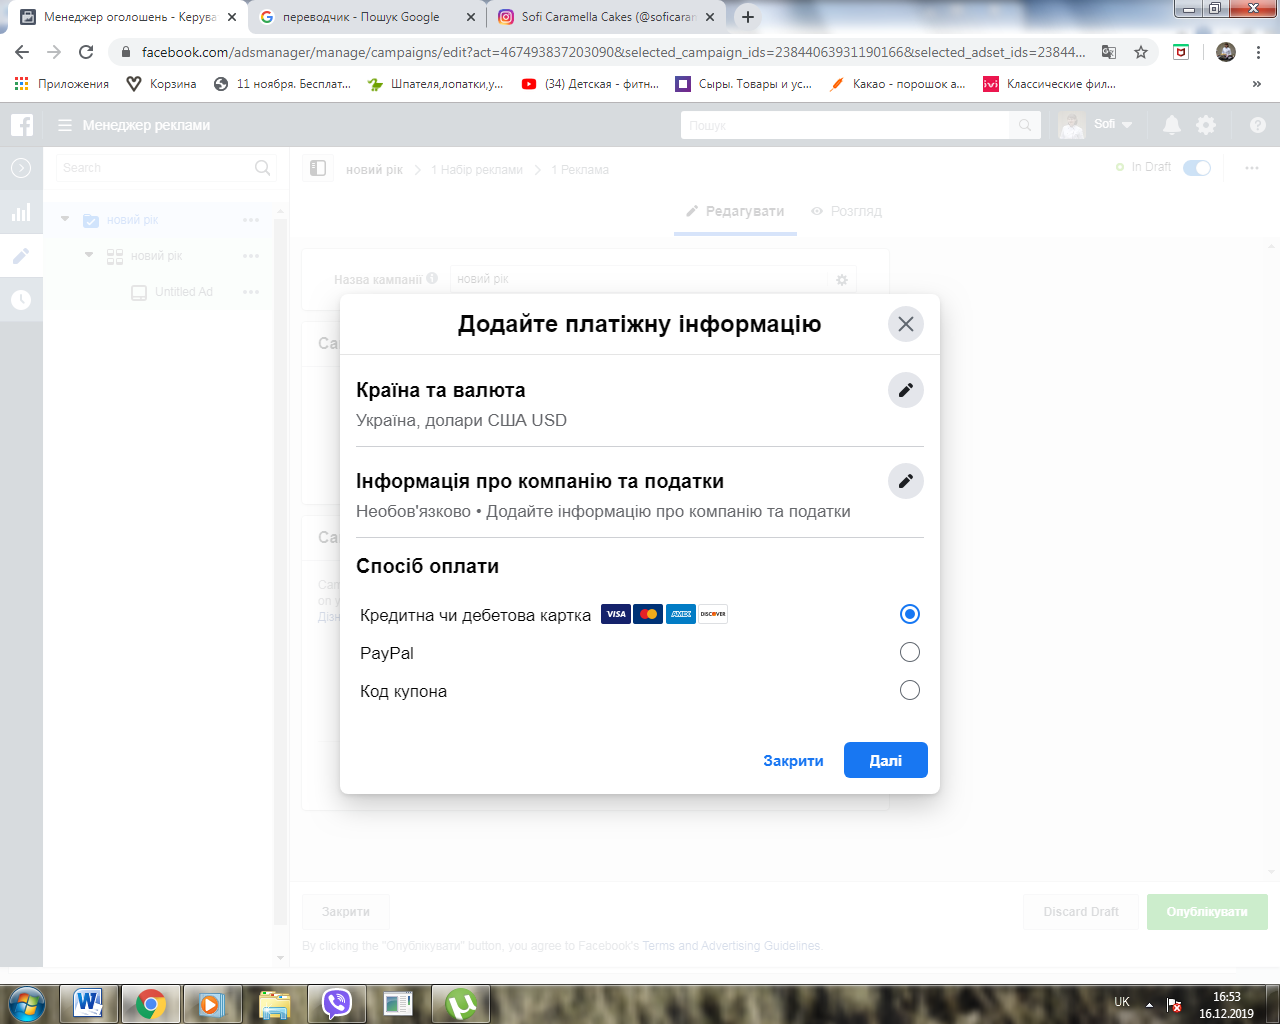 Менеджер оголошень - Керува
переводчик - Пошук Google
Sofi Caramella Cakes (@soficaran
facebook.com/adsmanager/manage/campaigns/edit?act=467493837203090&selected_campaign_ids=23844063931190166&selected_adset_ids=23844...
Приложения
Корзина
11 ноября. Бесплат...
Шпателя,лопатки,у...
(34) Детская - фитн...
Сыры. Товары и ус...
Какао - порошок а...
Классические фил...
Менеджер реклами
Пошук
Sofi
Search
новий рік
1 Набір реклами
1 Реклама
In Draft
новий рік
Редагувати
Розгляд
новий рік
Untitled Ad
Назва кампанії
новий рік
Додайте платіжну інформацію
Країна та валюта
Україна, долари США USD
Інформація про компанію та податки
Необов'язково • Додайте інформацію про компанію та податки
Спосіб оплати
Кредитна чи дебетова картка VISA AMEX DISCOVER
PayPal
Код купона
Закрити
Далі
Закрити
Discard Draft
Опублікувати
By clicking the "Опублікувати" button, you agree to Facebook's Terms and Advertising Guidelines
UK
16:53
16.12.2019